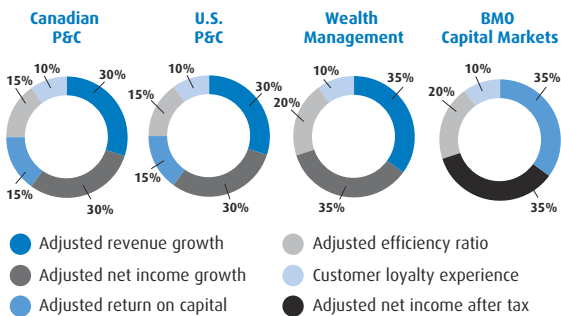 Canadian P&C
U.S. P&C
Wealth Management
BMO Capital Markets
10%
30%
15%
15%
30%
10%
30%
15%
15%
30%
10%
35%
20%
35%
10%
35%
20%
35%
Adjusted revenue growth
Adjusted net income growth
Adjusted return on capital
Adjusted efficiency ratio
Customer loyalty experience
Adjusted net income after tax